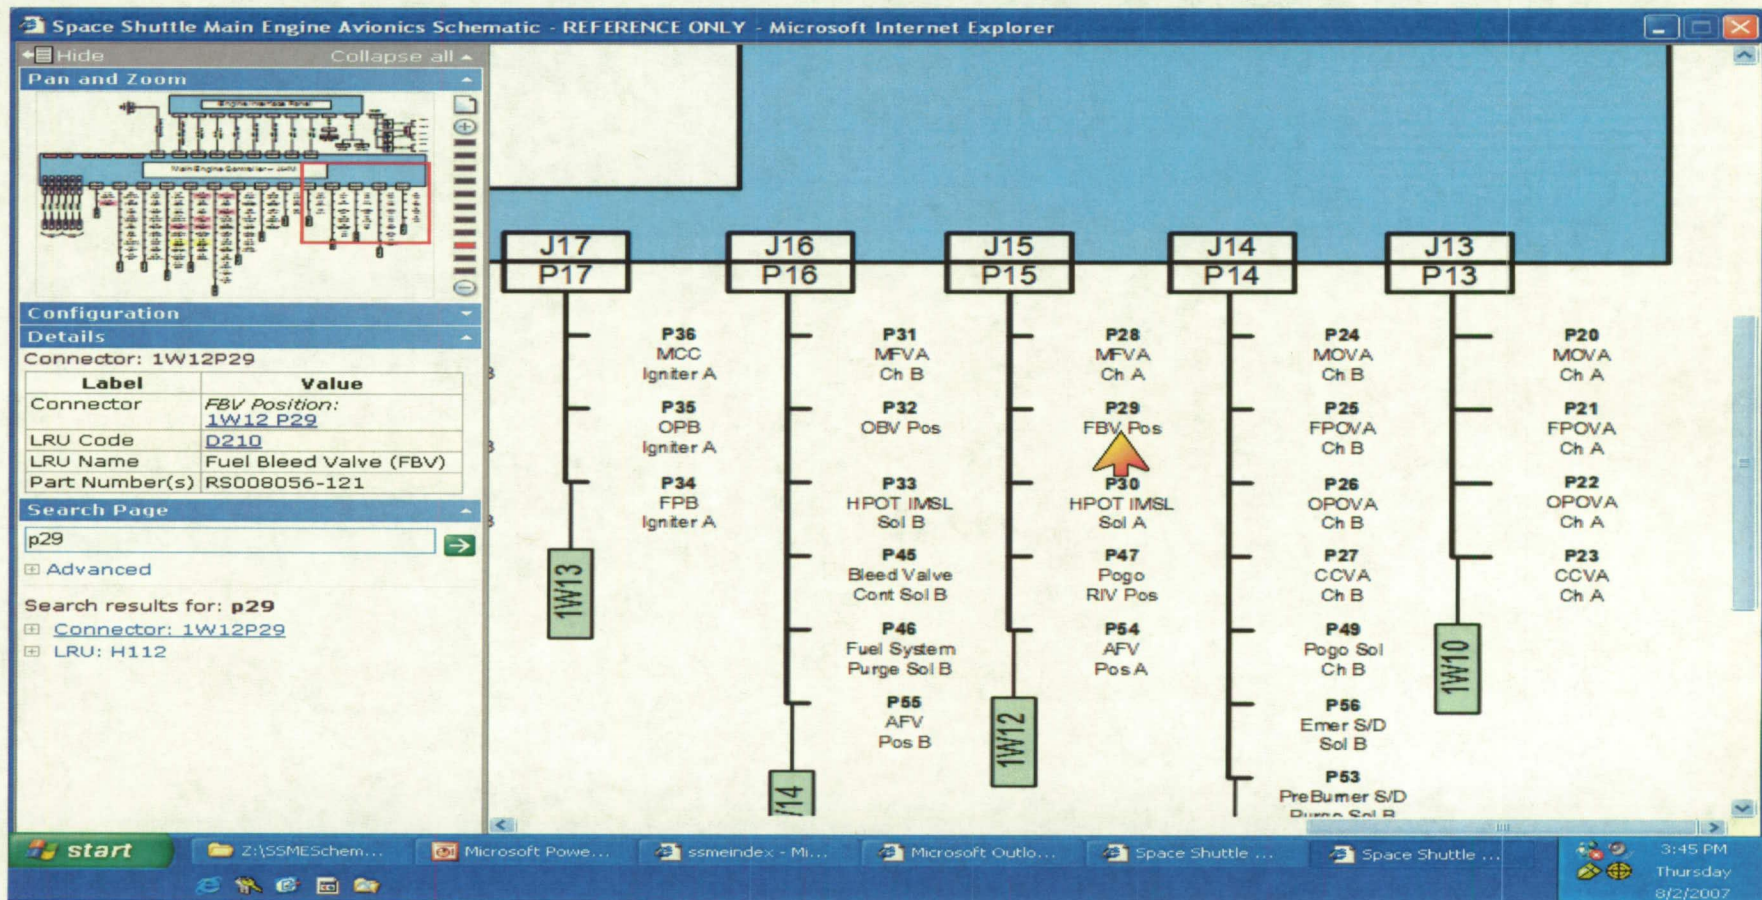 Space Shuttle Main Engine Avionics Schematic - REFERENCE ONLY - Microsoft Internet Explorer
Hide Collapse all
Pan and Zoom
Engine Interface Panel
Configuration
Details
Connector: 1W12P29
Label Value
Connector FBV Position:
1W12 P29
LRU Code D210
LRU Name Fuel Bleed Valve (FBV)
Part Number(s) RS008056-121
Search Page
p29
Advanced
Search results for: p29
Connector: 1W12P29
LRU: H112
J17 J16 J15 J14 J13
P17 P16 P15 P14 P13
P36
MCC
Igniter A
P35
OPB
Igniter A
P34
FPB
Igniter A
1W13
P31
MFVA
Ch B
P32
OBV Pos
P33
HPOT IMSL
Sol B
P45
Bleed Valve
Cont Sol B
P46
Fuel System
Purge Sol B
P55
AFV
Pos B
P28
MFVA
Ch A
P29
FBV Pos
P30
HPOT IMSL
Sol A
P47
Pogo
RIV Pos
P54
AFV
Pos A
1W12
P24
MOVA
Ch B
P25
FPOVA
Ch B
P26
OPOVA
Ch B
P27
CCVA
Ch B
P49
Pogo Sol
Ch B
P56
Emer S/D
Sol B
P53
PreBurner S/D
Purge Sol B
P20
MOVA
Ch A
P21
FPOVA
Ch A
P22
OPOVA
Ch A
P23
CCVA
Ch A
1W10
start Z:\SSMESchem... Microsoft Powe... ssmeindex - Mi... Microsoft Outlo... Space Shuttle ... Space Shuttle ... 3:45 PM
Thursday
8/2/2007